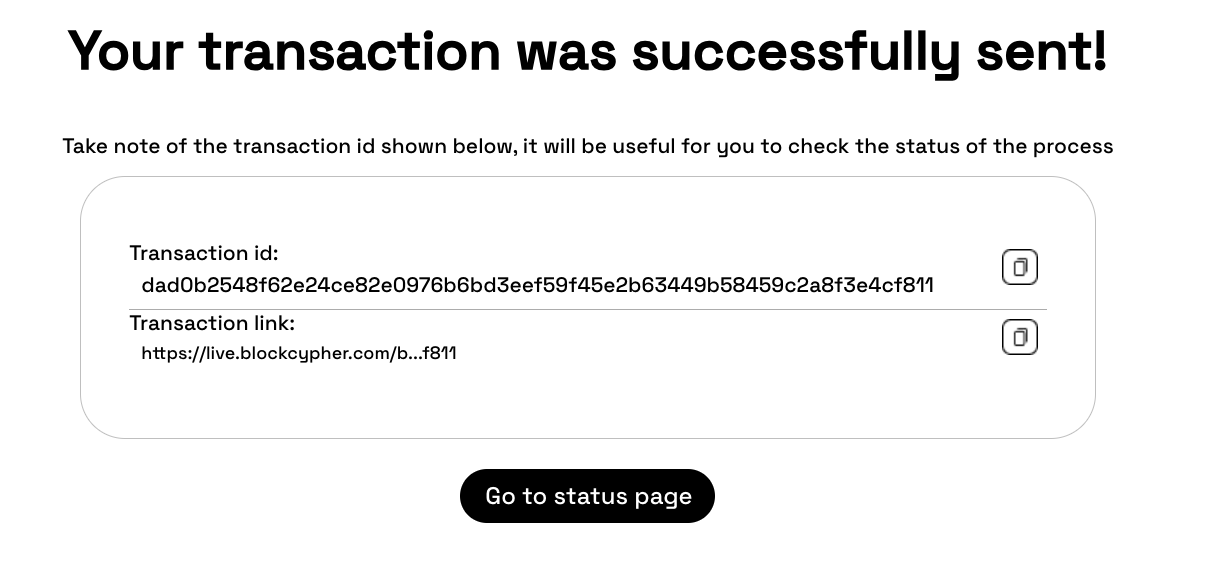 Your transaction was successfully sent!
Take note of the transaction id shown below, it will be useful for you to check the status of the process
Transaction id:
dad0b2548f62e24ce82e0976b6bd3eef59f45e2b63449b58459c2a8f3e4cf811
Transaction link:
https://live.blockcypher.com/b...f811
Go to status page